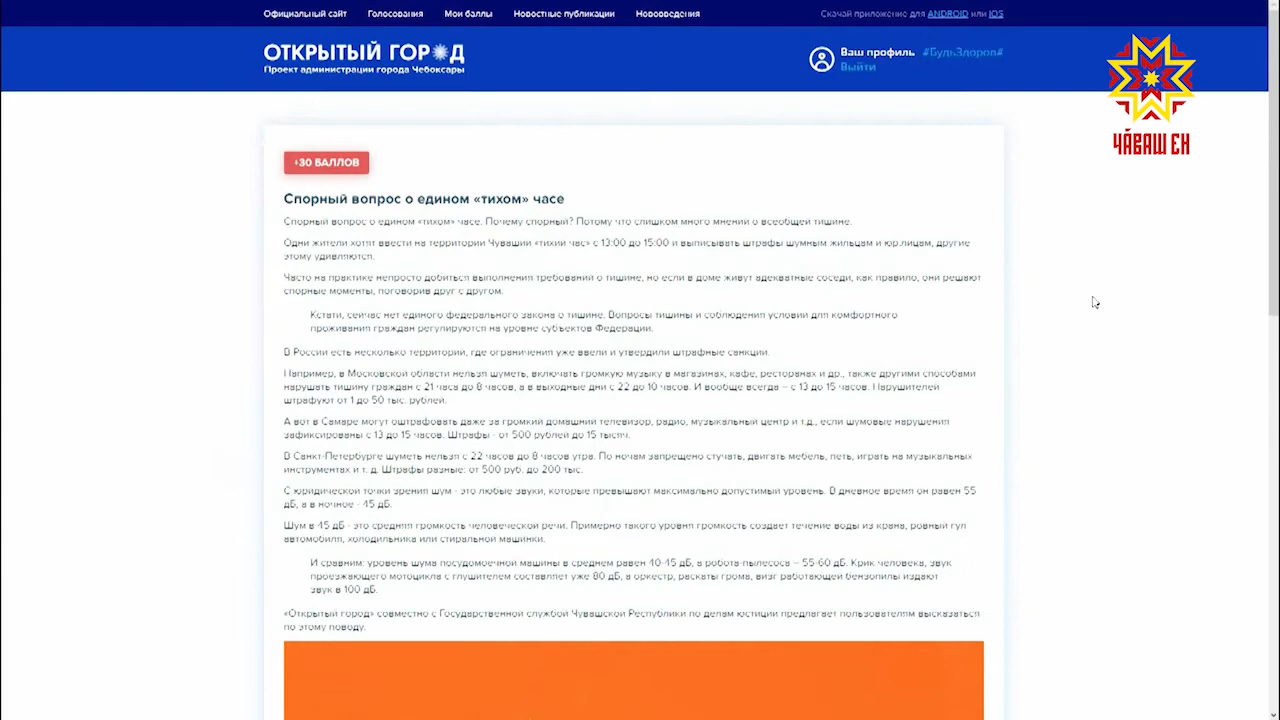 Официальный сайт Голосования Мои баллы Новостные публикации Нововведения Скачай приложение для ANDROID или IOS
ОТКРЫТЫЙ ГОРОД
Проект администрации города Чебоксары
Ваш профиль #БудьЗдоров#
Выйти
ЧӐВАШ ЕН
+30 БАЛЛОВ
Спорный вопрос о едином «тихом» часе
Спорный вопрос о едином «тихом» часе. Почему спорный? Потому что слишком много мнений о всеобщей тишине.
Одни жители хотят ввести на территории Чувашии «тихий час» с 13:00 до 15:00 и выписывать штрафы шумным жильцам и юр.лицам, другие
этому удивляются.
Часто на практике непросто добиться выполнения требований о тишине, но если в доме живут адекватные соседи, как правило, они решают
спорные моменты, поговорив друг с другом.
Кстати, сейчас нет единого федерального закона о тишине. Вопросы тишины и соблюдения условий для комфортного
проживания граждан регулируются на уровне субъектов Федерации.
В России есть несколько территорий, где ограничения уже ввели и утвердили штрафные санкции.
Например, в Московской области нельзя шуметь, включать громкую музыку в магазинах, кафе, ресторанах и др., также другими способами
нарушать тишину граждан с 21 часа до 8 часов, а в выходные дни с 22 до 10 часов. И вообще всегда – с 13 до 15 часов. Нарушителей
штрафуют от 1 до 50 тыс. рублей.
А вот в Самаре могут оштрафовать даже за громкий домашний телевизор, радио, музыкальный центр и т.д., если шумовые нарушения
зафиксированы с 13 до 15 часов. Штрафы - от 500 рублей до 15 тысяч.
В Санкт-Петербурге шуметь нельзя с 22 часов до 8 часов утра. По ночам запрещено стучать, двигать мебель, петь, играть на музыкальных
инструментах и т. д. Штрафы разные: от 500 руб. до 200 тыс.
С юридической точки зрения шум - это любые звуки, которые превышают максимально допустимый уровень. В дневное время он равен 55
дБ, а в ночное - 45 дБ.
Шум в 45 дБ - это средняя громкость человеческой речи. Примерно такого уровня громкость создает течение воды из крана, ровный гул
автомобиля, холодильника или стиральной машинки.
И сравним: уровень шума посудомоечной машины в среднем равен 40-45 дБ, а робота-пылесоса – 55-60 дБ. Крик человека, звук
проезжающего мотоцикла с глушителем составляет уже 80 дБ, а оркестр, раскаты грома, визг работающей бензопилы издают
звук в 100 дБ.
«Открытый город» совместно с Государственной службой Чувашской Республики по делам юстиции предлагает пользователям высказаться
по этому поводу.